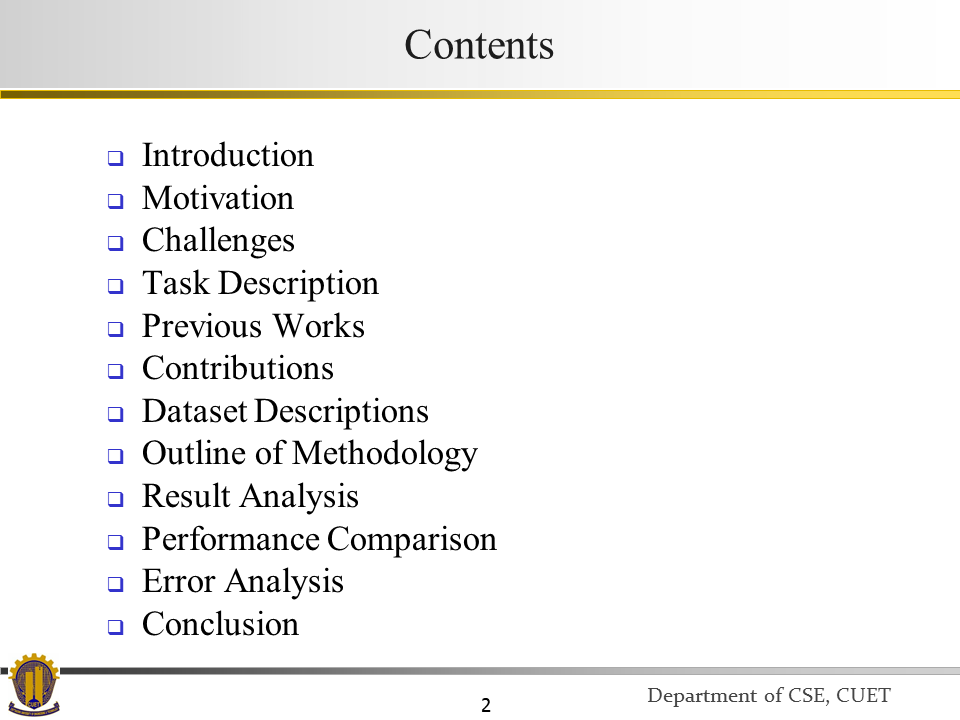 Contents
Introduction
Motivation
Challenges
Task Description
Previous Works
Contributions
Dataset Descriptions
Outline of Methodology
Result Analysis
Performance Comparison
Error Analysis
Conclusion
CUET
2
Department of CSE, CUET